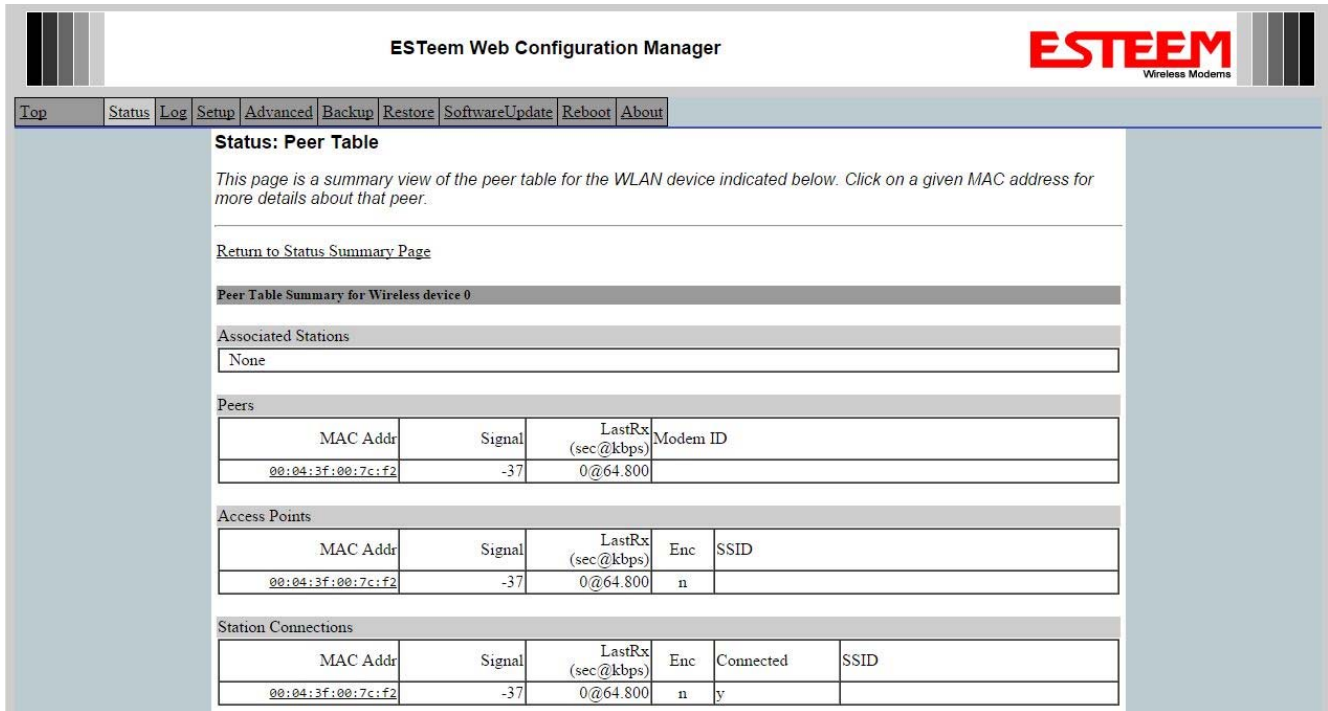 ESTeem Web Configuration Manager
ESTEEM
Wireless Modems
Top Status Log Setup Advanced Backup Restore SoftwareUpdate Reboot About
Status: Peer Table
This page is a summary view of the peer table for the WLAN device indicated below. Click on a given MAC address for
more details about that peer.
Return to Status Summary Page
Peer Table Summary for Wireless device 0
Associated Stations
None
Peers
MAC Addr Signal LastRx (sec@kbps) Modem ID
00:04:3f:00:7c:f2 -37 0@64.800
Access Points
MAC Addr Signal LastRx (sec@kbps) Enc SSID
00:04:3f:00:7c:f2 -37 0@64.800 n
Station Connections
MAC Addr Signal LastRx (sec@kbps) Enc Connected SSID
00:04:3f:00:7c:f2 -37 0@64.800 n y